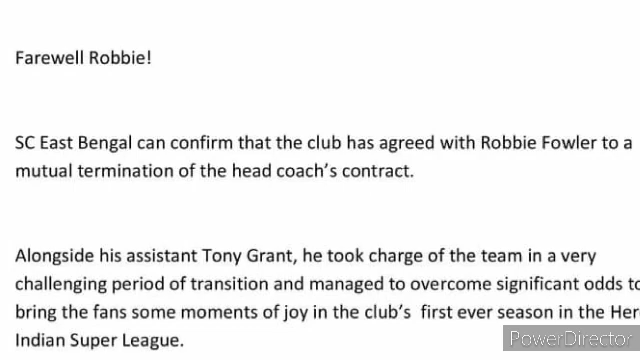 Farewell Robbie!
SC East Bengal can confirm that the club has agreed with Robbie Fowler to a
mutual termination of the head coach’s contract.
Alongside his assistant Tony Grant, he took charge of the team in a very
challenging period of transition and managed to overcome significant odds to
bring the fans some moments of joy in the club’s first ever season in the Her
Indian Super League.
PowerDirector